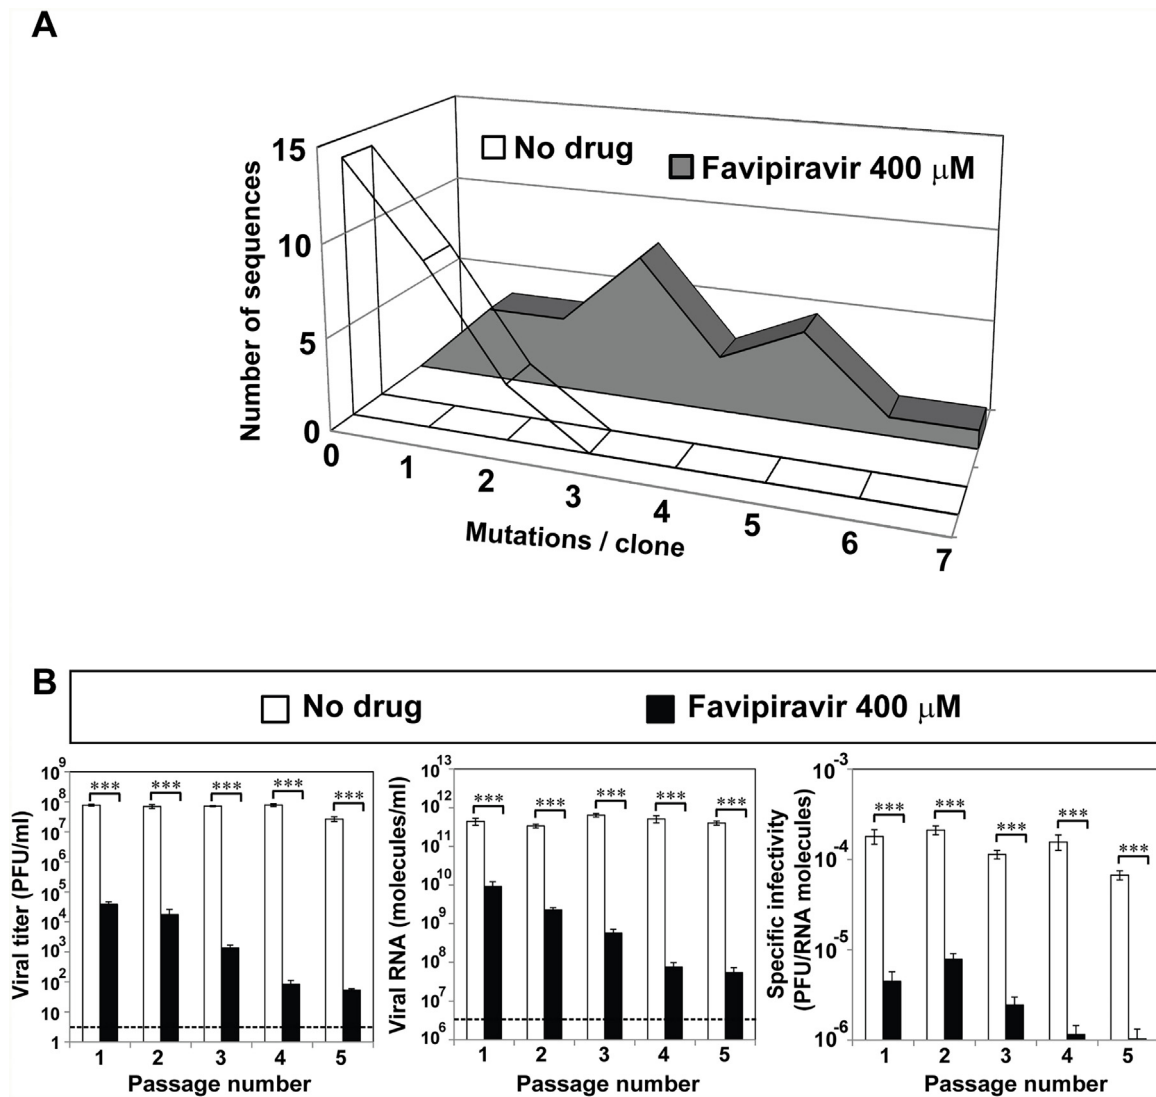 A
No drug
Favipiravir 400 μM
Number of sequences
15
10
5
0
0 1 2 3 4 5 6 7
Mutations / clone
B
No drug
Favipiravir 400 μM
Viral titer (PFU/ml)
10⁹
10⁸
10⁷
10⁶
10⁵
10⁴
10³
10²
10
1
*** *** *** *** ***
1 2 3 4 5
Passage number
Viral RNA (molecules/ml)
10¹³
10¹²
10¹¹
10¹⁰
10⁹
10⁸
10⁷
10⁶
*** *** *** *** ***
1 2 3 4 5
Passage number
Specific infectivity
(PFU/RNA molecules)
10⁻³
10⁻⁴
10⁻⁵
10⁻⁶
*** *** *** *** ***
1 2 3 4 5
Passage number